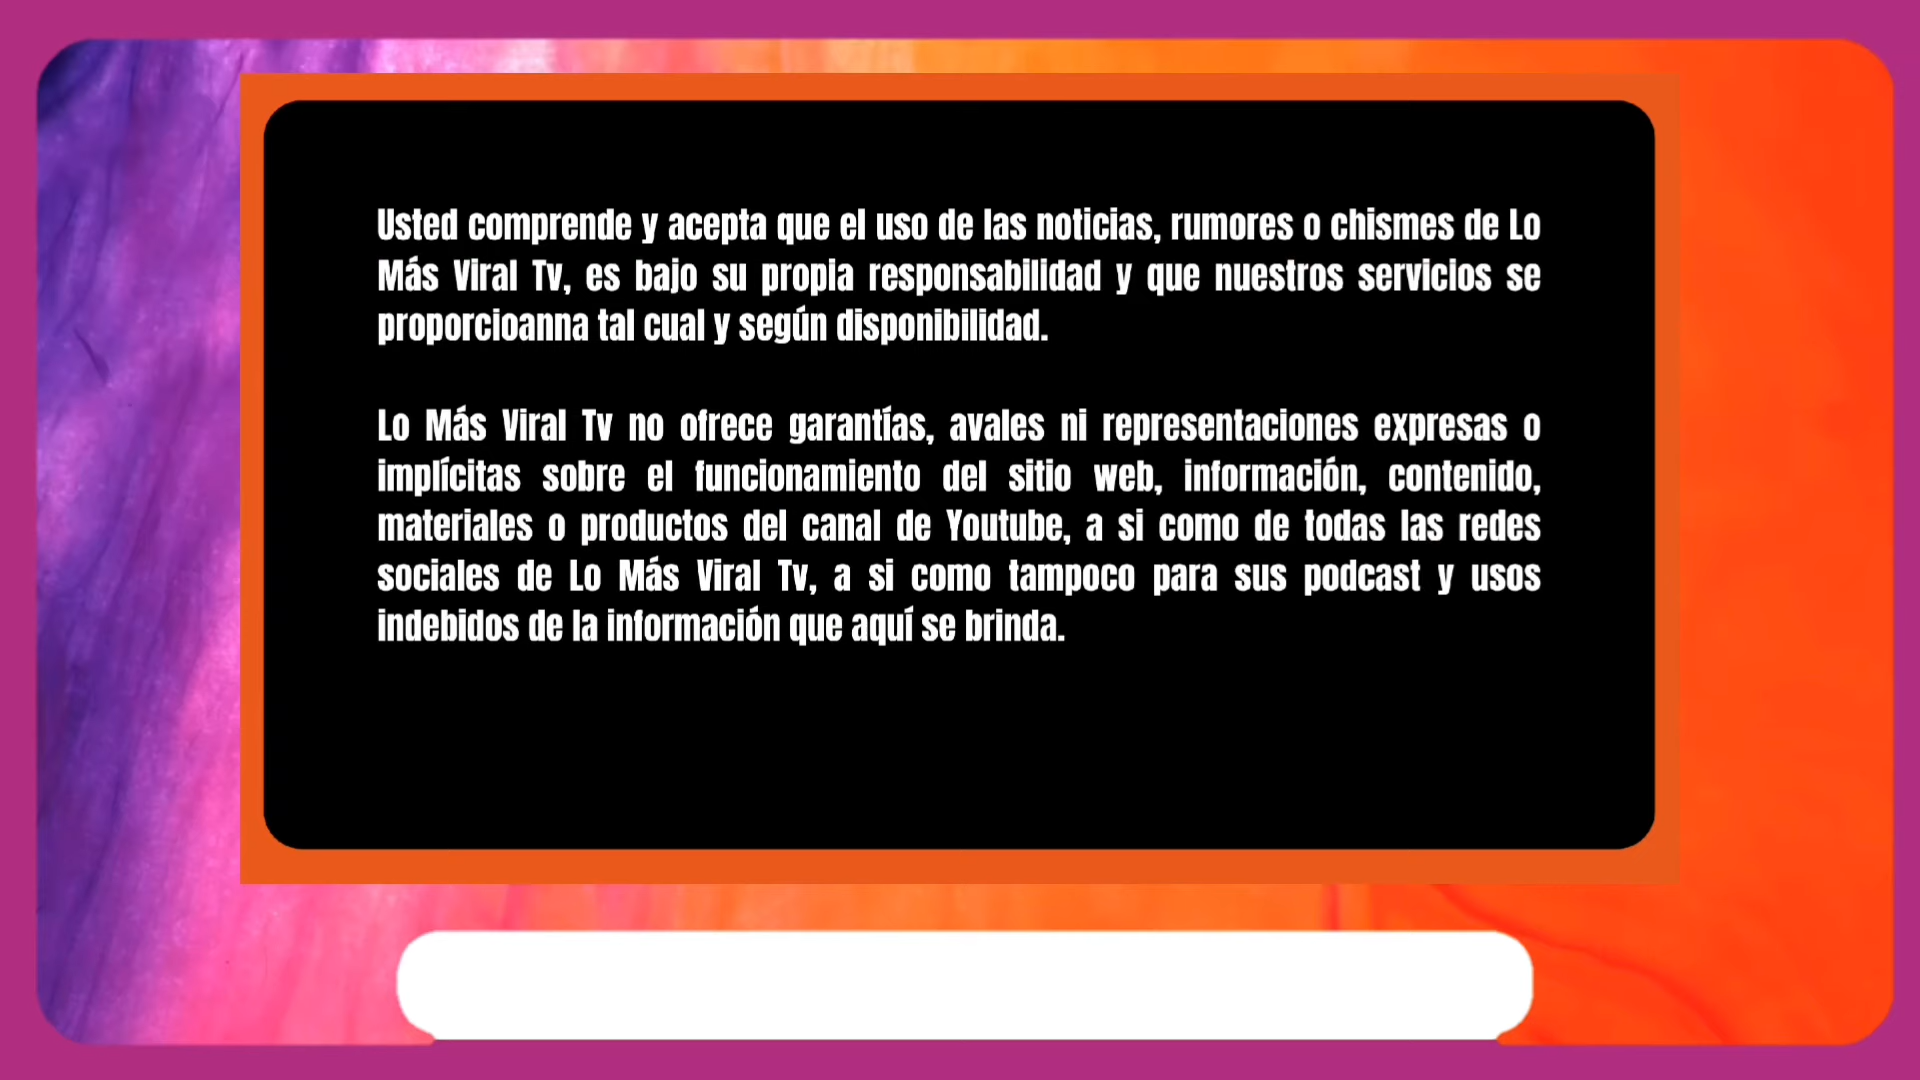 Usted comprende y acepta que el uso de las noticias, rumores o chismes de Lo
Más Viral Tv, es bajo su propia responsabilidad y que nuestros servicios se
proporcioanna tal cual y según disponibilidad.
Lo Más Viral Tv no ofrece garantías, avales ni representaciones expresas o
implícitas sobre el funcionamiento del sitio web, información, contenido,
materiales o productos del canal de Youtube, a si como de todas las redes
sociales de Lo Más Viral Tv, a si como tampoco para sus podcast y usos
indebidos de la información que aquí se brinda.